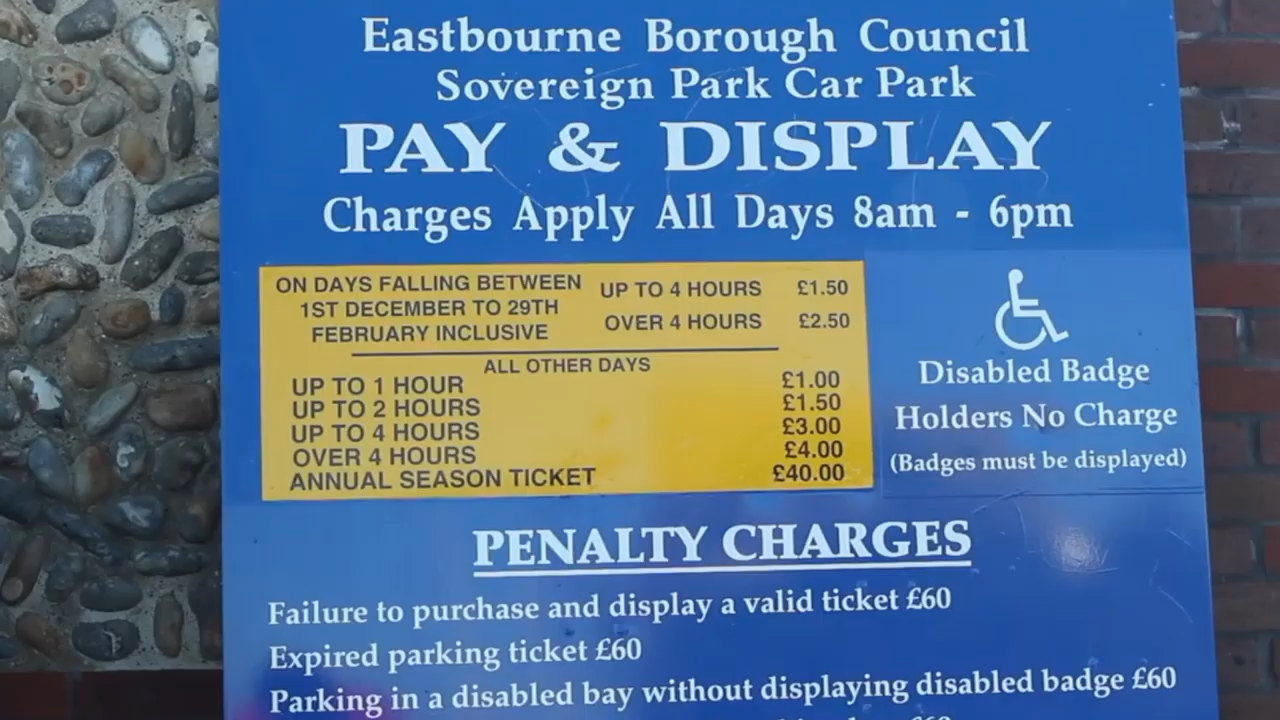 Eastbourne Borough Council
Sovereign Park Car Park
PAY & DISPLAY
Charges Apply All Days 8am - 6pm
ON DAYS FALLING BETWEEN
1ST DECEMBER TO 29TH
FEBRUARY INCLUSIVE
UP TO 4 HOURS £1.50
OVER 4 HOURS £2.50
ALL OTHER DAYS
UP TO 1 HOUR £1.00
UP TO 2 HOURS £1.50
UP TO 4 HOURS £3.00
OVER 4 HOURS £4.00
ANNUAL SEASON TICKET £40.00
Disabled Badge
Holders No Charge
(Badges must be displayed)
PENALTY CHARGES
Failure to purchase and display a valid ticket £60
Expired parking ticket £60
Parking in a disabled bay without displaying disabled badge £60